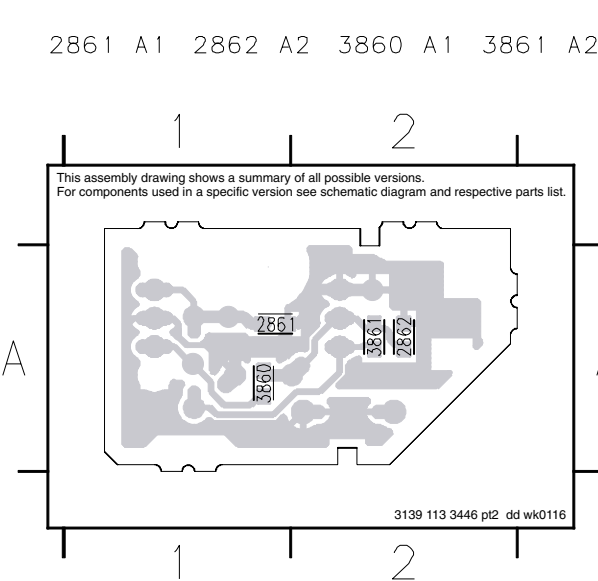 2861 A1 2862 A2 3860 A1 3861 A2
1 2
This assembly drawing shows a summary of all possible versions.
For components used in a specific version see schematic diagram and respective parts list.
2861
3861
2862
A
3860
3139 113 3446 pt2 dd wk0116
1 2